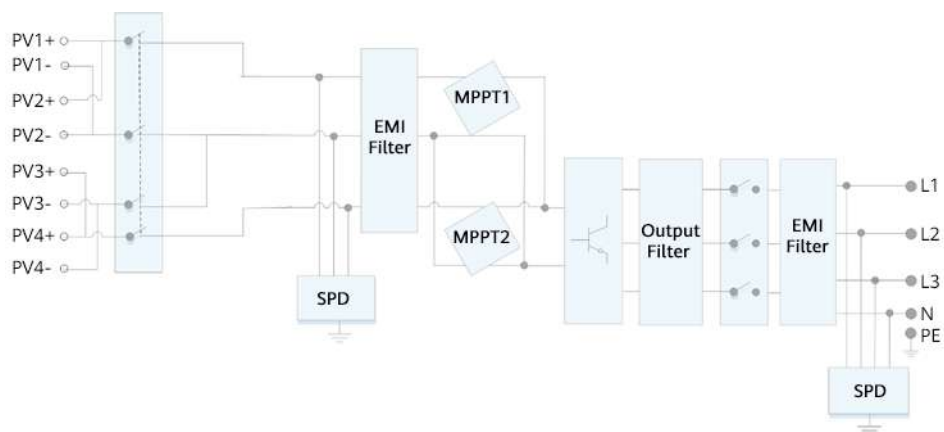 PV1+
PV1-
PV2+
PV2-
PV3+
PV3-
PV4+
PV4-
EMI
Filter
SPD
MPPT1
MPPT2
Output
Filter
EMI
Filter
L1
L2
L3
N
PE
SPD